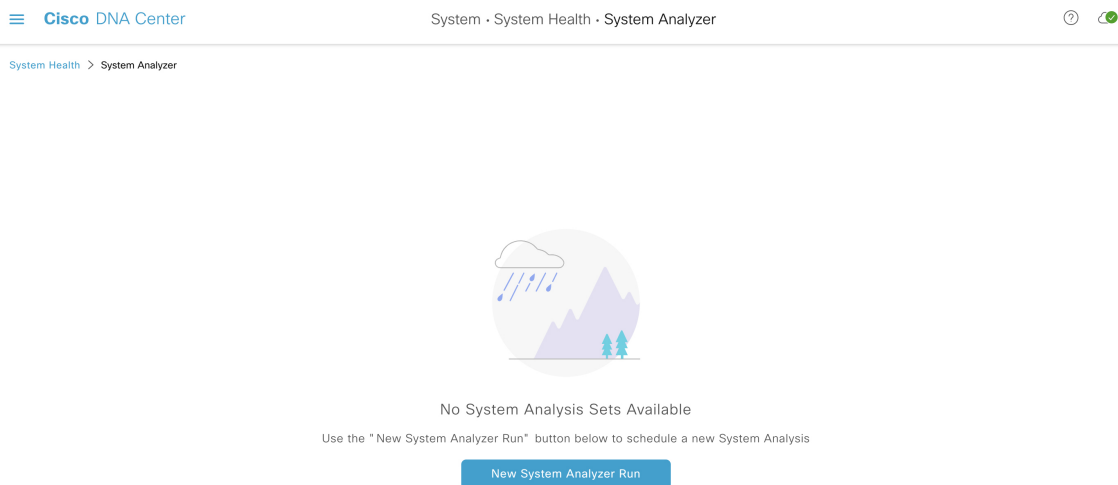 Cisco DNA Center
System · System Health · System Analyzer
System Health > System Analyzer
No System Analysis Sets Available
Use the "New System Analyzer Run" button below to schedule a new System Analysis
New System Analyzer Run